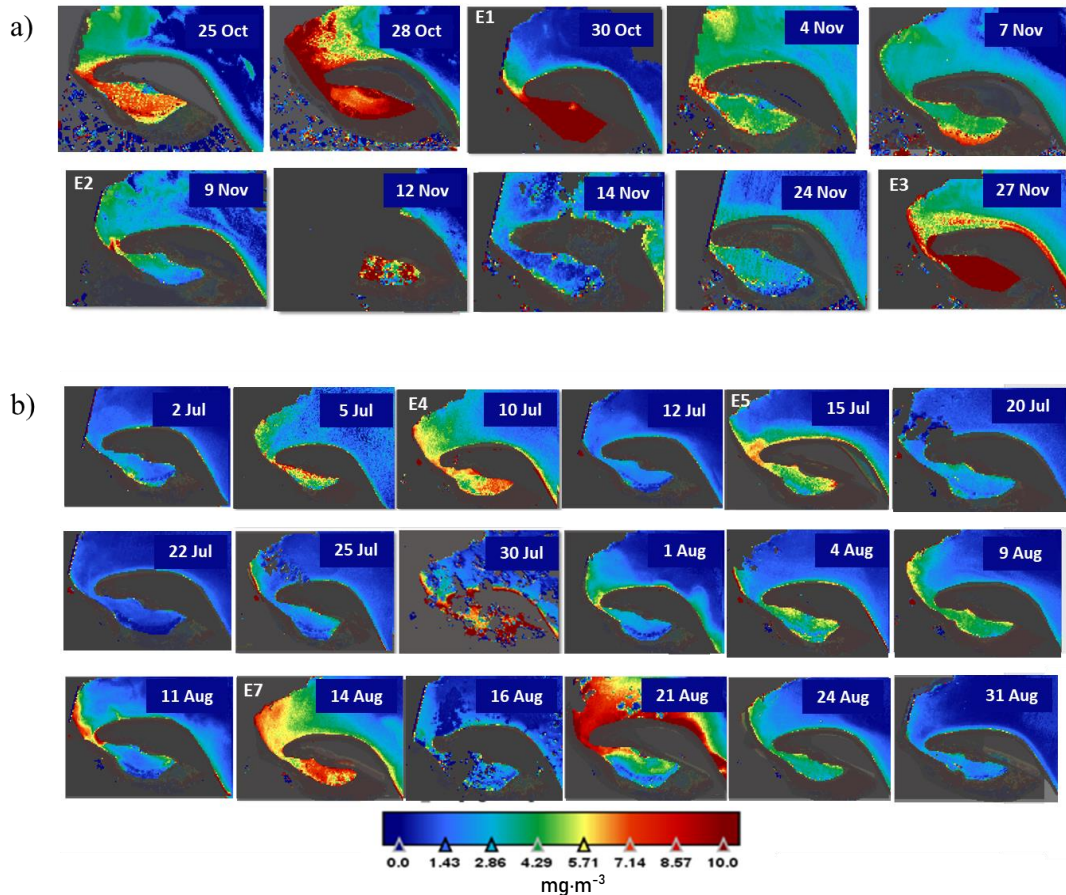 a)
25 Oct
28 Oct
E1 30 Oct
4 Nov
7 Nov
E2 9 Nov
12 Nov
14 Nov
24 Nov
E3 27 Nov
b)
2 Jul
5 Jul
E4 10 Jul
12 Jul
E5 15 Jul
20 Jul
22 Jul
25 Jul
30 Jul
1 Aug
4 Aug
9 Aug
11 Aug
E7 14 Aug
16 Aug
21 Aug
24 Aug
31 Aug
0.0 1.43 2.86 4.29 5.71 7.14 8.57 10.0
mg·m⁻³